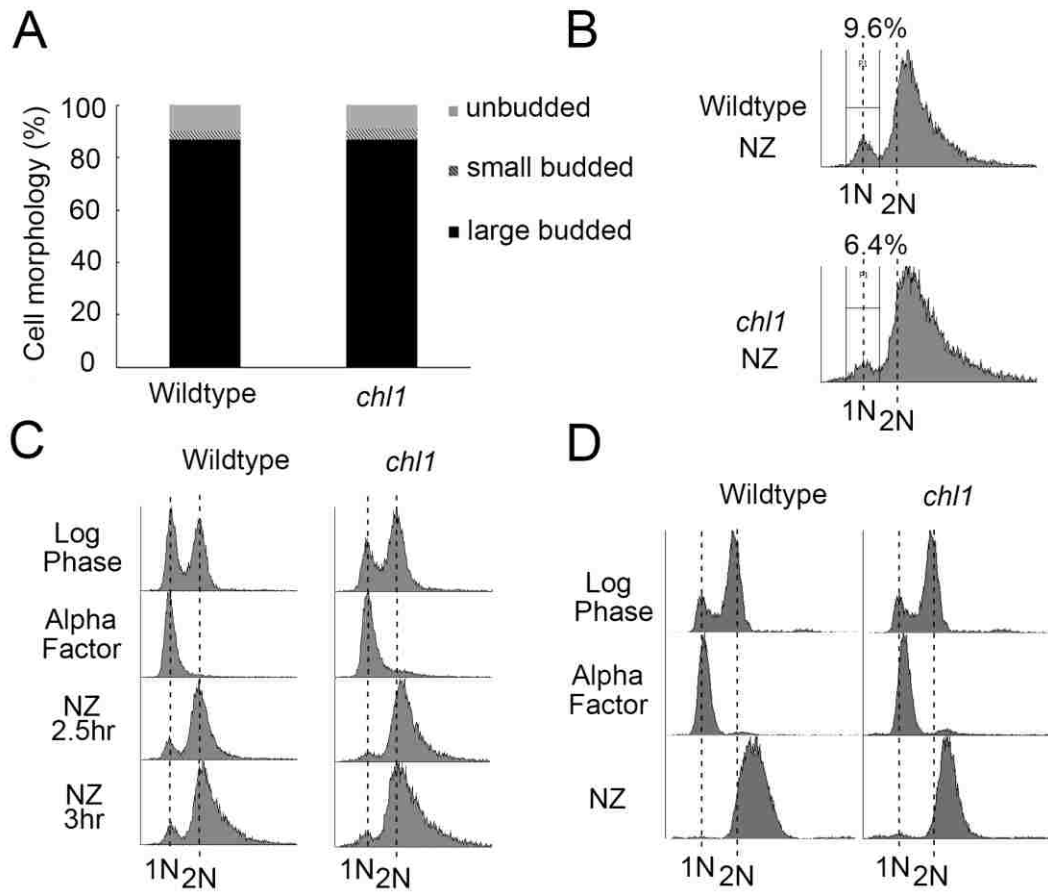 A
Cell morphology (%)
100
80
60
40
20
0
Wildtype
chl1
unbudded
small budded
large budded
B
9.6%
Wildtype
NZ
1N 2N
6.4%
chl1
NZ
1N 2N
C
Wildtype chl1
Log
Phase
Alpha
Factor
NZ
2.5hr
NZ
3hr
1N 2N 1N 2N
D
Wildtype chl1
Log
Phase
Alpha
Factor
NZ
1N 2N 1N 2N